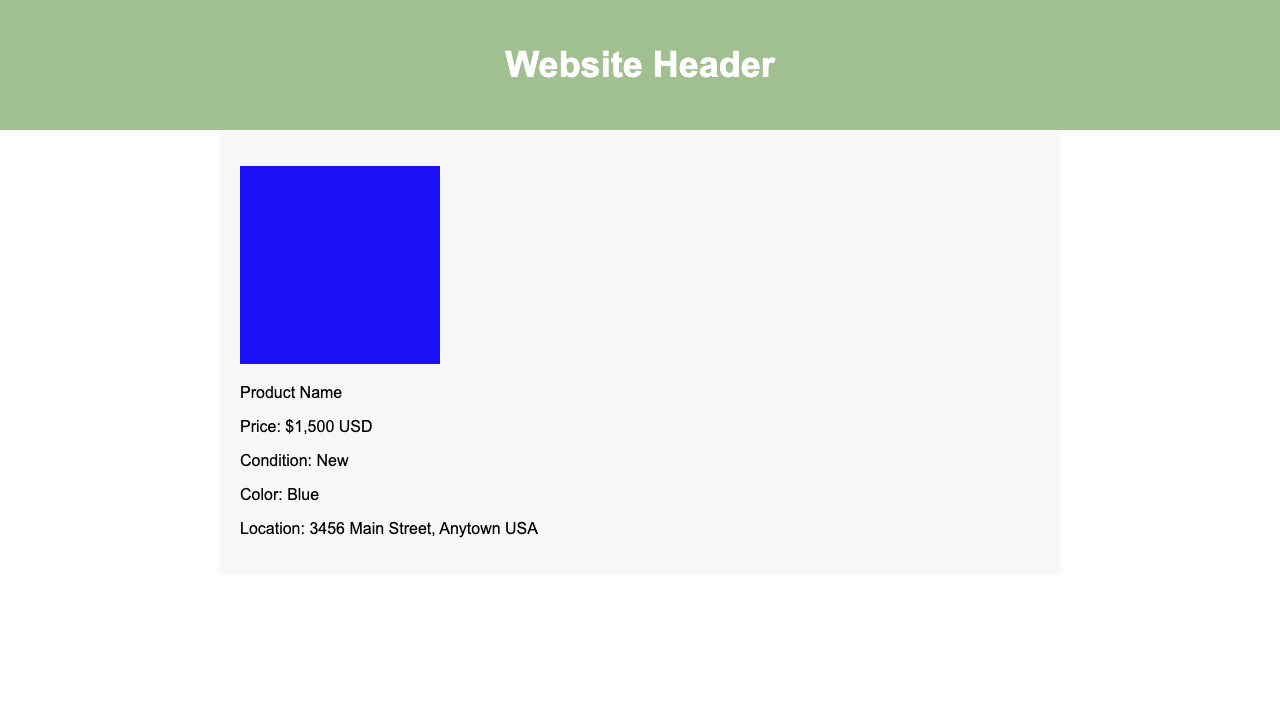 Website Header
Product Name
Price: $1,500 USD
Condition: New
Color: Blue
Location: 3456 Main Street, Anytown USA